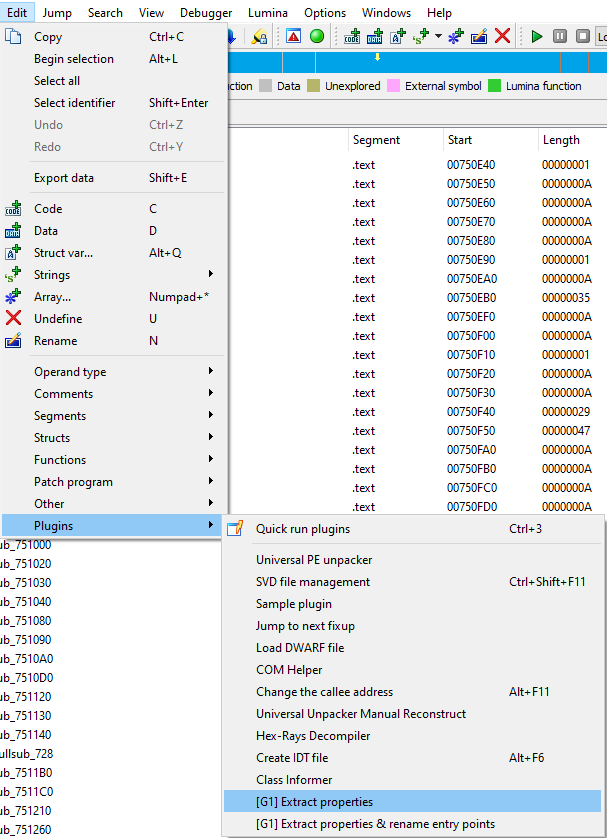 Edit Jump Search View Debugger Lumina Options Windows Help
Copy Ctrl+C
Begin selection Alt+L
Select all
Select identifier Shift+Enter
Undo Ctrl+Z
Redo Ctrl+Y
Export data Shift+E
Code C
Data D
Struct var... Alt+Q
Strings
Array... Numpad+*
Undefine U
Rename N
Operand type
Comments
Segments
Structs
Functions
Patch program
Other
Plugins
ction Data Unexplored External symbol Lumina function
Segment Start Length
.text 00750E40 00000001
.text 00750E50 0000000A
.text 00750E60 0000000A
.text 00750E70 0000000A
.text 00750E80 0000000A
.text 00750E90 00000001
.text 00750EA0 0000000A
.text 00750EB0 00000035
.text 00750EF0 0000000A
.text 00750F00 0000000A
.text 00750F10 00000001
.text 00750F20 0000000A
.text 00750F30 0000000A
.text 00750F40 00000029
.text 00750F50 00000047
.text 00750FA0 0000000A
.text 00750FB0 0000000A
.text 00750FC0 0000000A
.text 00750FD0 0000000A
ub_751000
ub_751020
ub_751030
ub_751040
ub_751080
ub_751090
ub_7510A0
ub_7510D0
ub_751120
ub_751130
ub_751140
ullsub_728
ub_7511B0
ub_7511C0
ub_751210
ub_751260
Quick run plugins Ctrl+3
Universal PE unpacker
SVD file management Ctrl+Shift+F11
Sample plugin
Jump to next fixup
Load DWARF file
COM Helper
Change the callee address Alt+F11
Universal Unpacker Manual Reconstruct
Hex-Rays Decompiler
Create IDT file Alt+F6
Class Informer
[G1] Extract properties
[G1] Extract properties & rename entry points